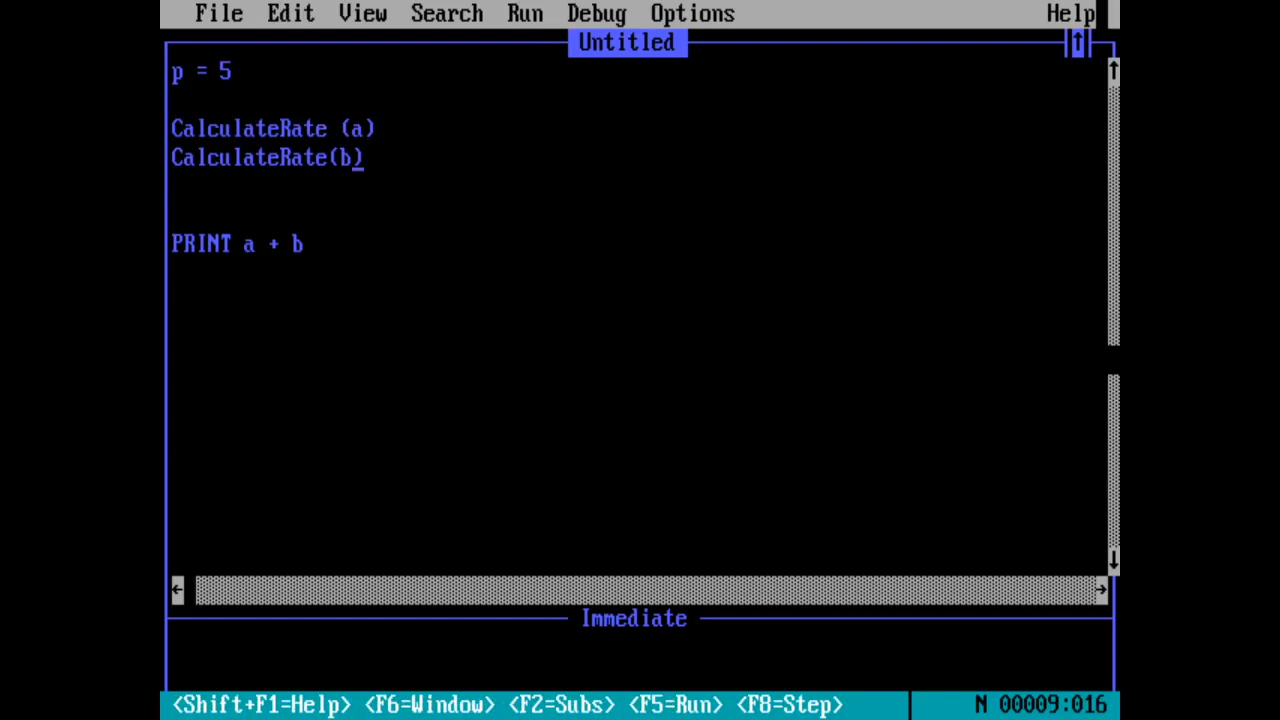 File Edit View Search Run Debug Options Help
Untitled ↑
p = 5
CalculateRate (a)
CalculateRate(b)
PRINT a + b
Immediate
<Shift+F1=Help> <F6=Window> <F2=Subs> <F5=Run> <F8=Step> N 00009:016